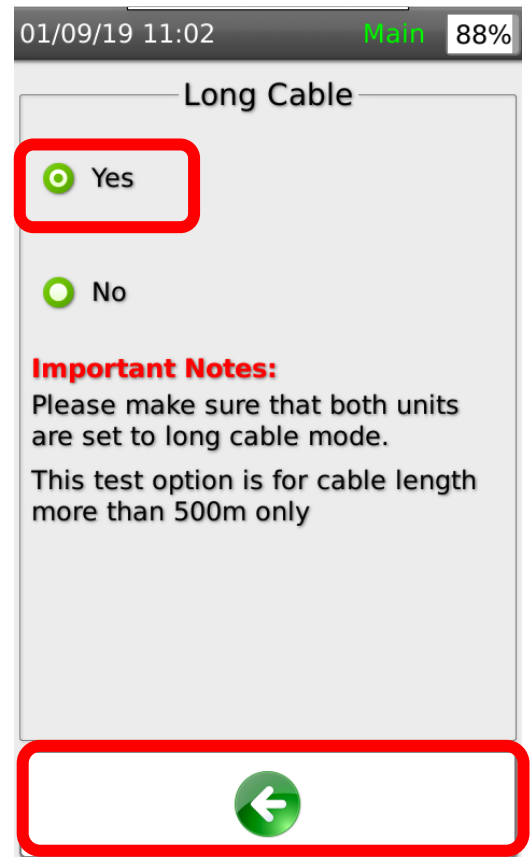 01/09/19 11:02 Main 88%
Long Cable
Yes
No
Important Notes:
Please make sure that both units
are set to long cable mode.
This test option is for cable length
more than 500m only